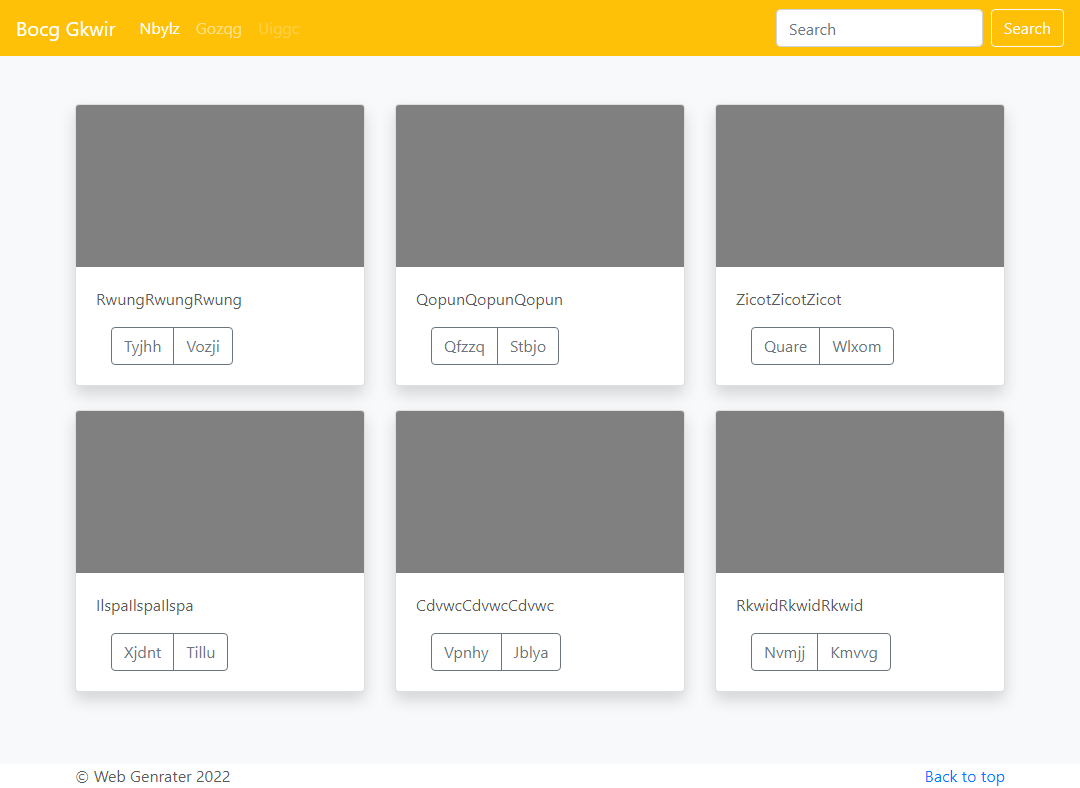 Bocg Gkwir Nbylz Gozqg Uiggc Search Search
RwungRwungRwung QopunQopunQopun ZicotZicotZicot
Tyjhh Vozji Qfzzq Stbjo Quare Wlxom
IlspaIlspaIlspa CdvwcCdvwcCdvwc RkwidRkwidRkwid
Xjdnt Tillu Vpnhy Jblya Nvmjj Kmvvg
© Web Genrater 2022 Back to top